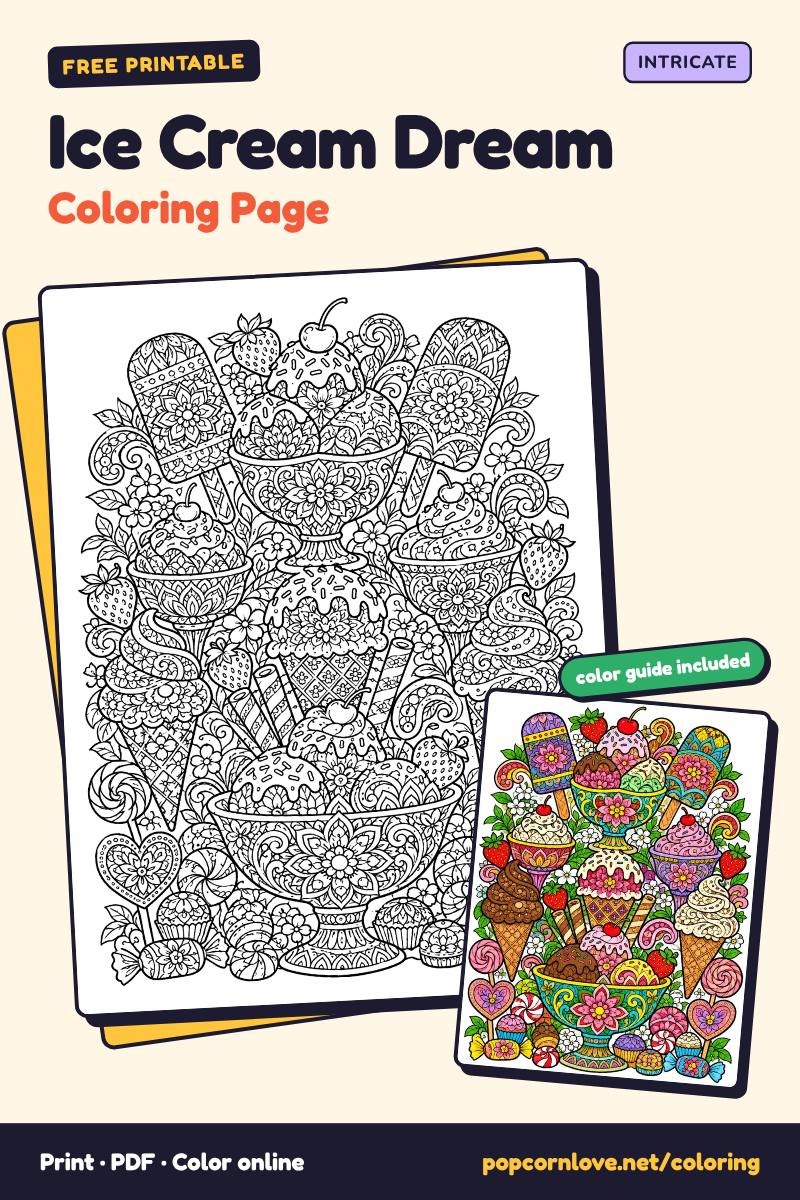 FREE PRINTABLE
INTRICATE
Ice Cream Dream
Coloring Page
color guide included
Print · PDF · Color online
popcornlove.net/coloring